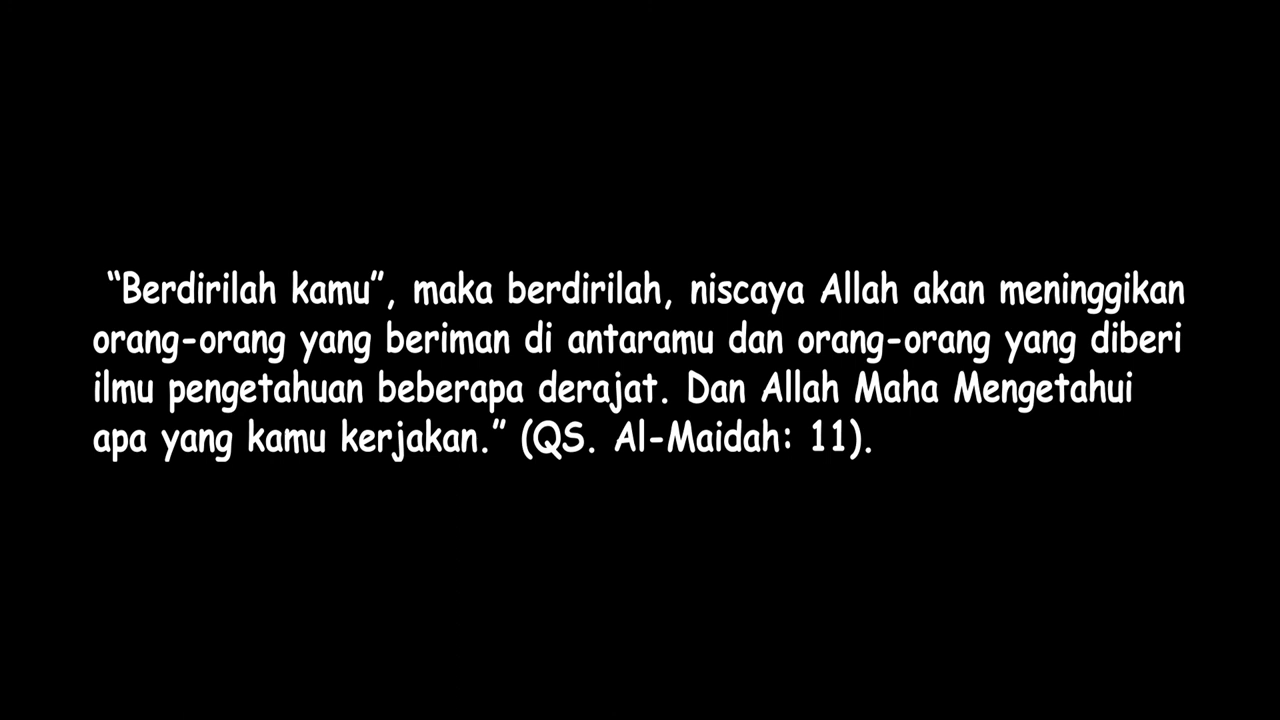 “Berdirilah kamu”, maka berdirilah, niscaya Allah akan meninggikan
orang-orang yang beriman di antaramu dan orang-orang yang diberi
ilmu pengetahuan beberapa derajat. Dan Allah Maha Mengetahui
apa yang kamu kerjakan.” (QS. Al-Maidah: 11).